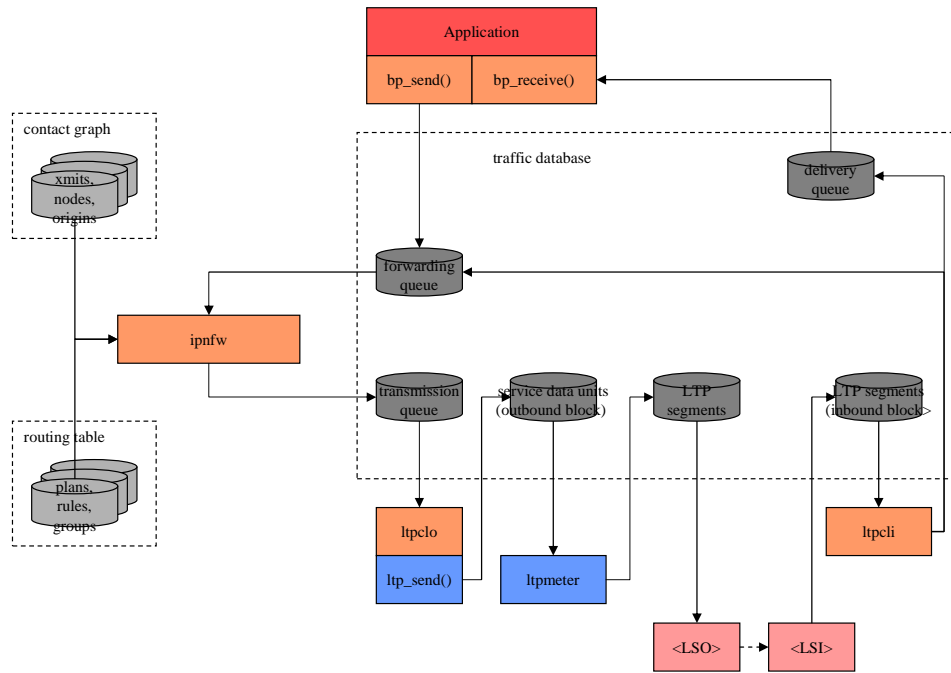 Application
bp_send()
bp_receive()
contact graph
xmits,
nodes,
origins
traffic database
delivery
queue
forwarding
queue
ipnfw
transmission
queue
service data units
(outbound block)
LTP
segments
LTP segments
(inbound block>
routing table
plans,
rules,
groups
ltpclo
ltp_send()
ltpmeter
ltpcli
<LSO>
<LSI>